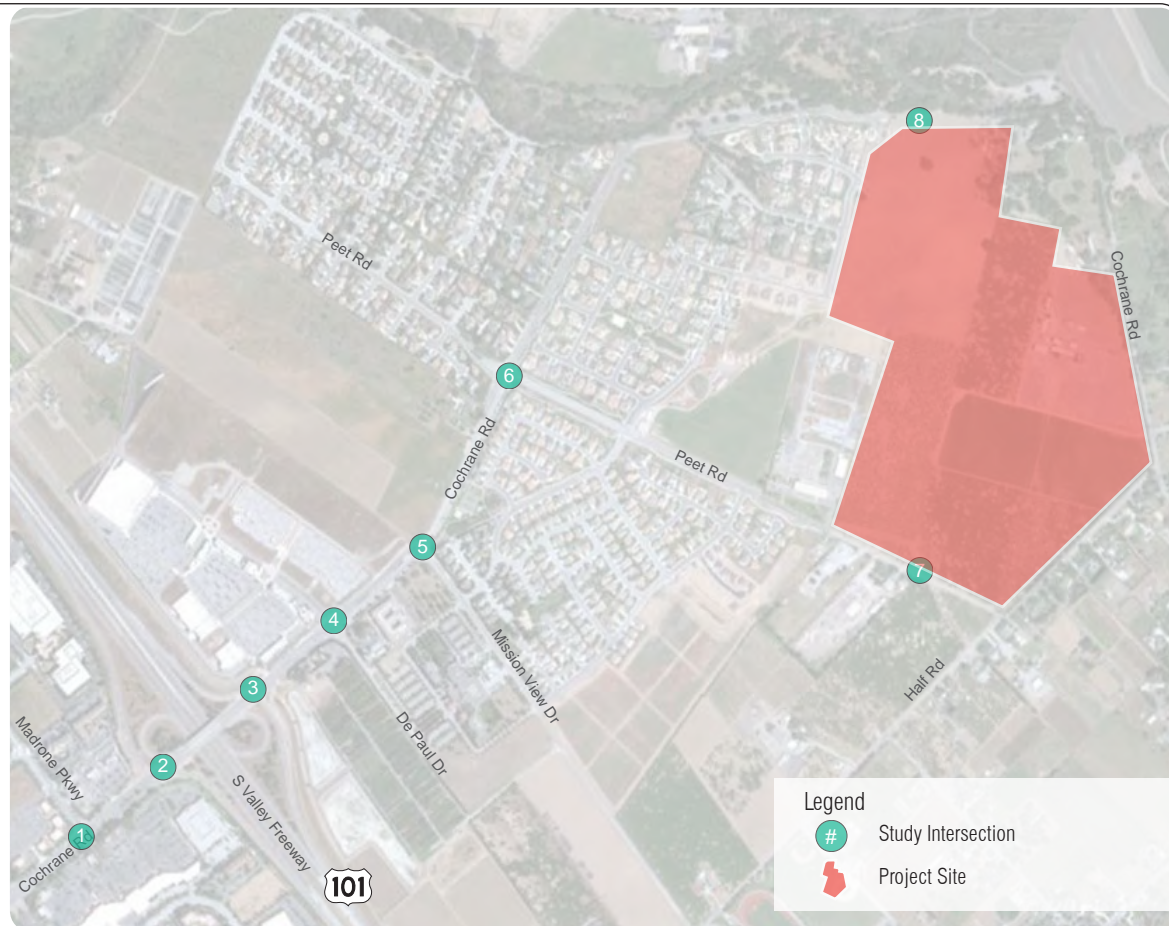 8
Peet Rd
Cochrane Rd
6
Cochrane Rd
Peet Rd
5
7
4
Mission View Dr
Half Rd
3
De Paul Dr
Madrone Pkwy
2
S Valley Freeway
1
Cochrane Rd
101
Legend
# Study Intersection
Project Site